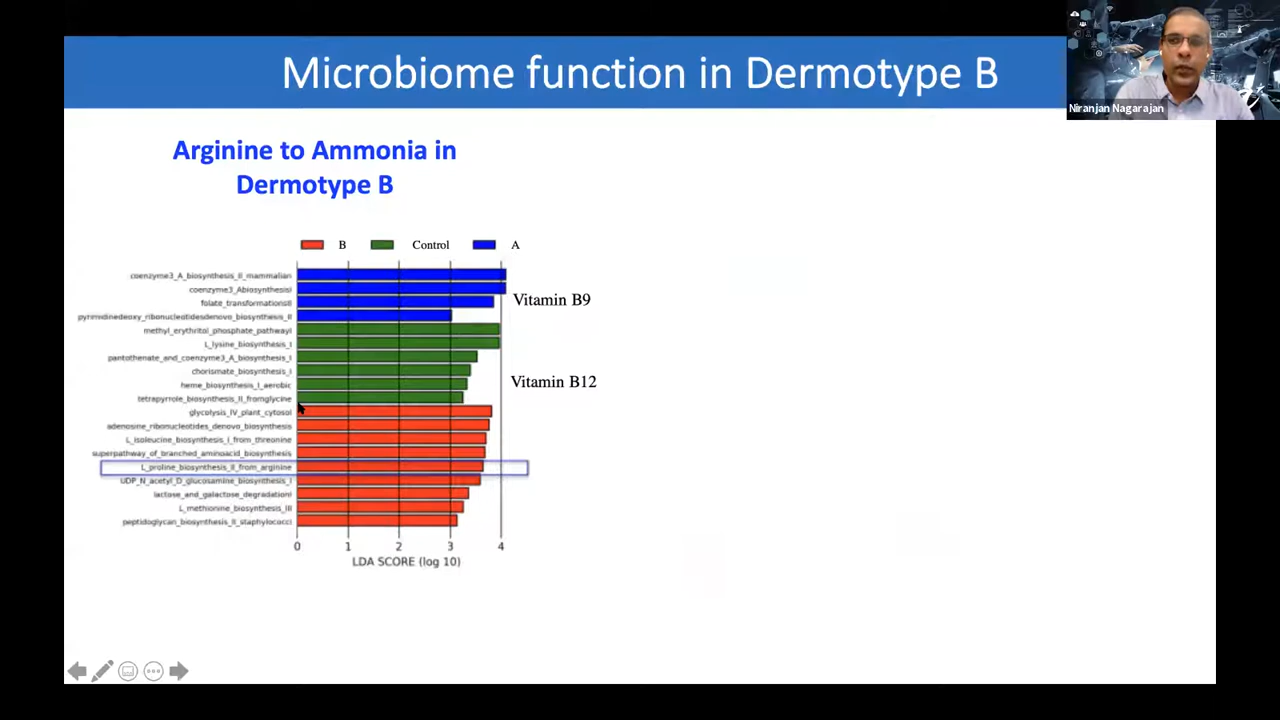 Microbiome function in Dermotype B
Niranjan Nagarajan
Arginine to Ammonia in
Dermotype B
B Control A
coenzyme3_A_biosynthesis_II_mammalian
coenzyme3_AbiosynthesisI
folate_transformationsII
Vitamin B9
pyrimidinedeoxy_ribonucleotidesdenovo_biosynthesis_II
methyl_erythritol_phosphate_pathwayI
L_lysine_biosynthesis_I
pantothenate_and_coenzyme3_A_biosynthesis_I
chorismate_biosynthesis_I
Vitamin B12
heme_biosynthesis_I_aerobic
tetrapyrrole_biosynthesis_II_fromglycine
glycolysis_IV_plant_cytosol
adenosine_ribonucleotides_denovo_biosynthesis
L_isoleucine_biosynthesis_I_from_threonine
superpathway_of_branched_aminoacid_biosynthesis
L_proline_biosynthesis_II_from_arginine
UDP_N_acetyl_D_glucosamine_biosynthesis_I
lactose_and_galactose_degradationI
L_methionine_biosynthesis_III
peptidoglycan_biosynthesis_II_staphylococci
0 1 2 3 4
LDA SCORE (log 10)